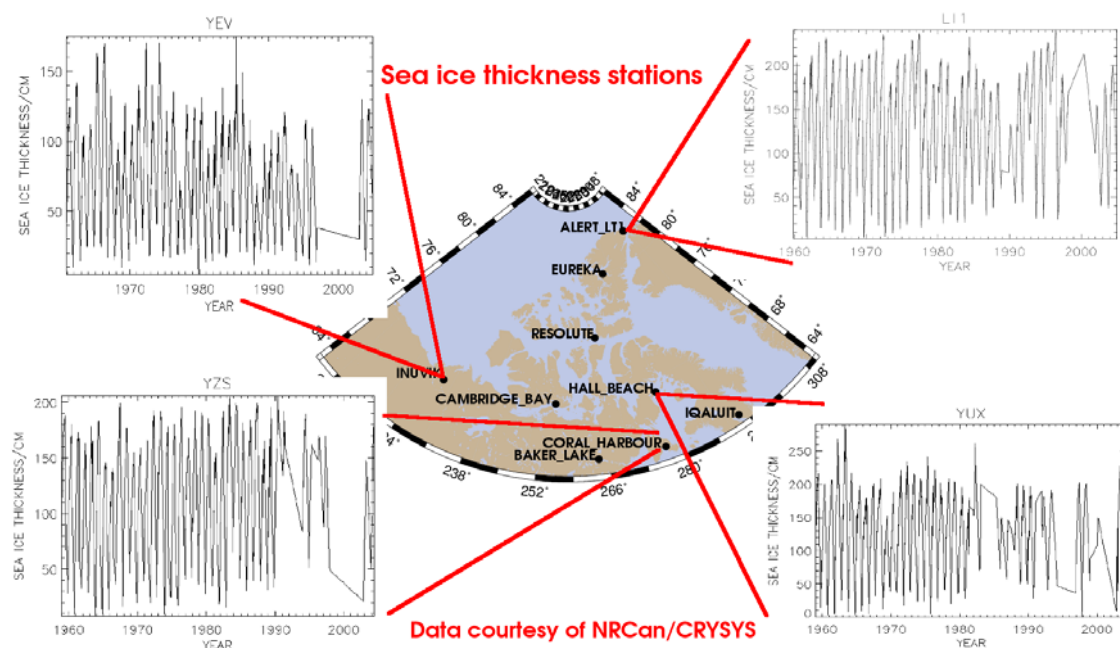 YEV
SEA ICE THICKNESS/CM
150
100
50
1970
1980
1990
2000
YEAR
Sea ice thickness stations
LT1
SEA ICE THICKNESS/CM
200
150
100
50
1960
1970
1980
1990
2000
YEAR
84°
80°
76°
72°
84°
80°
68°
64°
308°
280°
266°
252°
238°
ALERT_LT1
EUREKA
RESOLUTE
INUVIK
CAMBRIDGE_BAY
HALL_BEACH
IQALUIT
CORAL_HARBOUR
BAKER_LAKE
YZS
SEA ICE THICKNESS/CM
200
150
100
50
1960
1970
1980
1990
2000
YEAR
YUX
SEA ICE THICKNESS/CM
250
200
150
100
50
0
1960
1970
1980
1990
2000
YEAR
Data courtesy of NRCan/CRYSYS